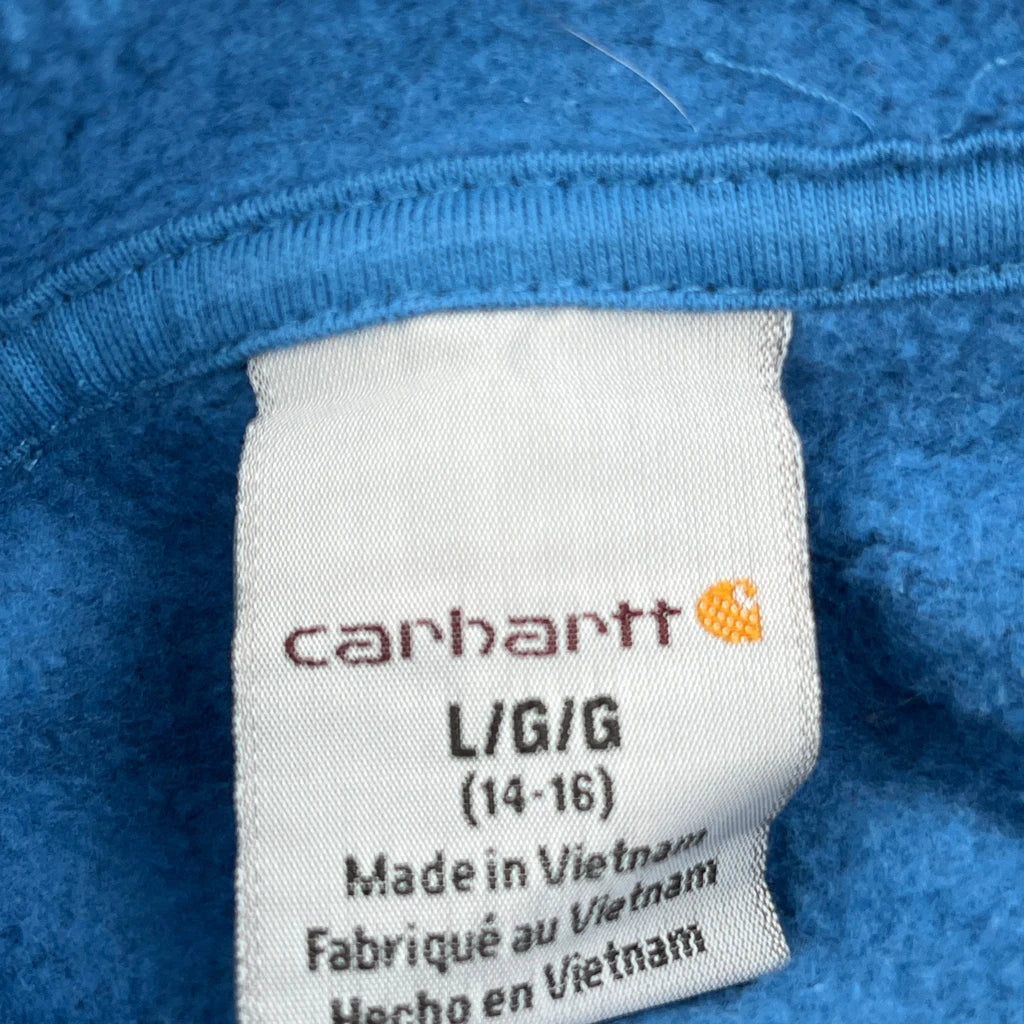 carhartt
L/G/G
(14-16)
Made in Vietnam
Fabriqué au Vietnam
Hecho en Vietnam